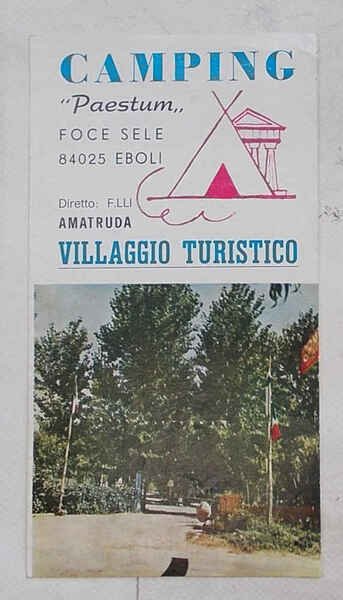 CAMPING
"Paestum„
FOCE SELE
84025 EBOLI
Diretto: F.LLI
AMATRUDA
VILLAGGIO TURISTICO